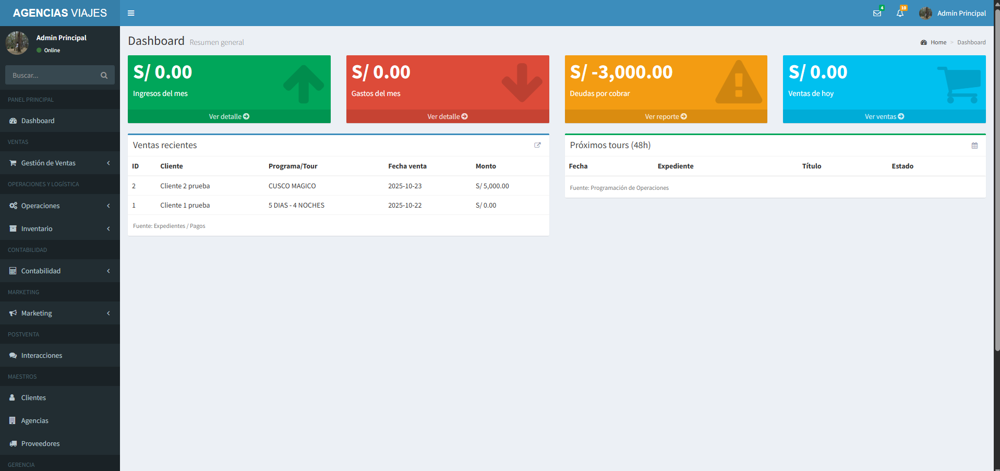 AGENCIAS VIAJES
4
10
Admin Principal
Admin Principal
Online
Buscar...
PANEL PRINCIPAL
Dashboard
VENTAS
Gestión de Ventas
OPERACIONES Y LOGÍSTICA
Operaciones
Inventario
CONTABILIDAD
Contabilidad
MARKETING
Marketing
POSTVENTA
Interacciones
MAESTROS
Clientes
Agencias
Proveedores
GERENCIA
Dashboard Resumen general
Home > Dashboard
S/ 0.00
Ingresos del mes
Ver detalle
S/ 0.00
Gastos del mes
Ver detalle
S/ -3,000.00
Deudas por cobrar
Ver reporte
S/ 0.00
Ventas de hoy
Ver ventas
Ventas recientes
ID Cliente Programa/Tour Fecha venta Monto
2 Cliente 2 prueba CUSCO MAGICO 2025-10-23 S/ 5,000.00
1 Cliente 1 prueba 5 DIAS - 4 NOCHES 2025-10-22 S/ 0.00
Fuente: Expedientes / Pagos
Próximos tours (48h)
Fecha Expediente Título Estado
Fuente: Programación de Operaciones